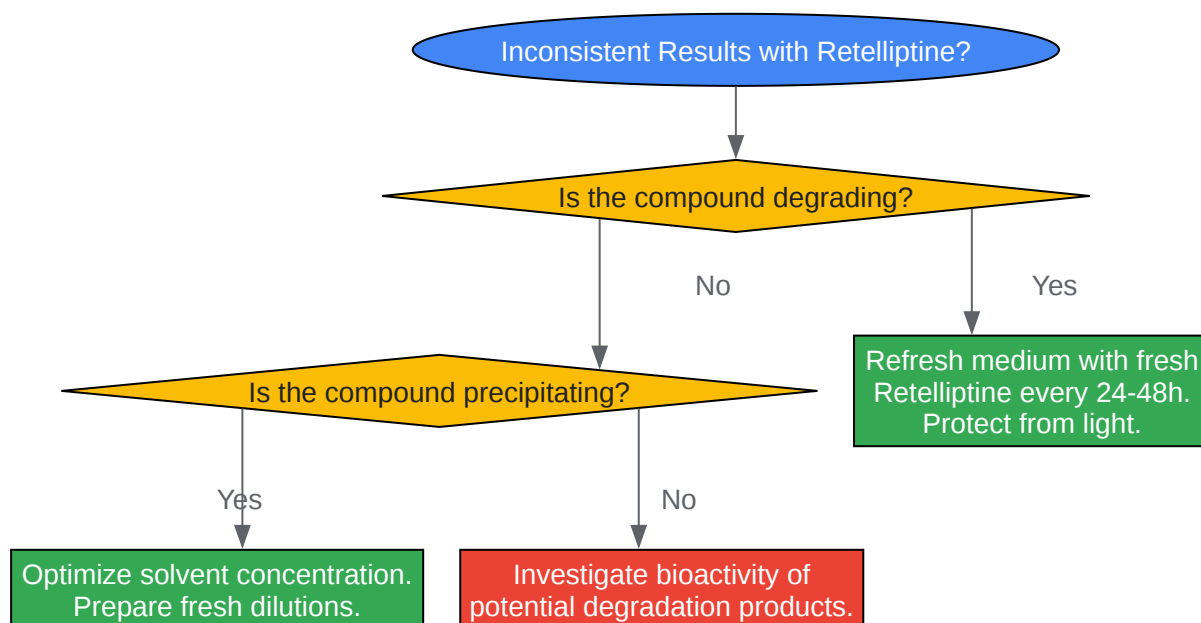 Inconsistent Results with Retelliptine?
Is the compound degrading?
No
Yes
Refresh medium with fresh
Retelliptine every 24-48h.
Protect from light.
Is the compound precipitating?
Yes
No
Optimize solvent concentration.
Prepare fresh dilutions.
Investigate bioactivity of
potential degradation products.